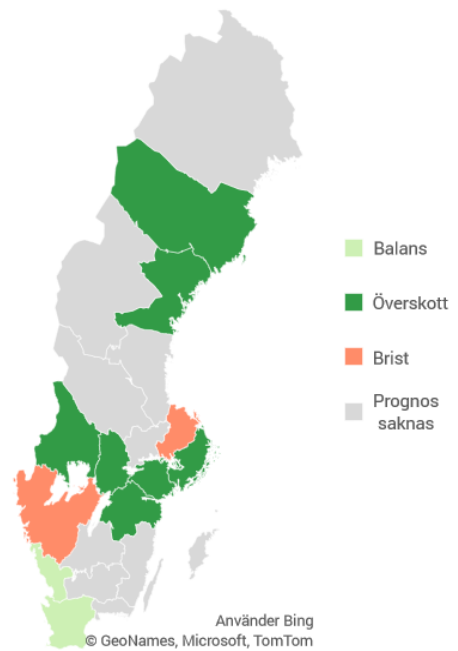 Balans
Överskott
Brist
Prognos
saknas
Använder Bing
© GeoNames, Microsoft, TomTom